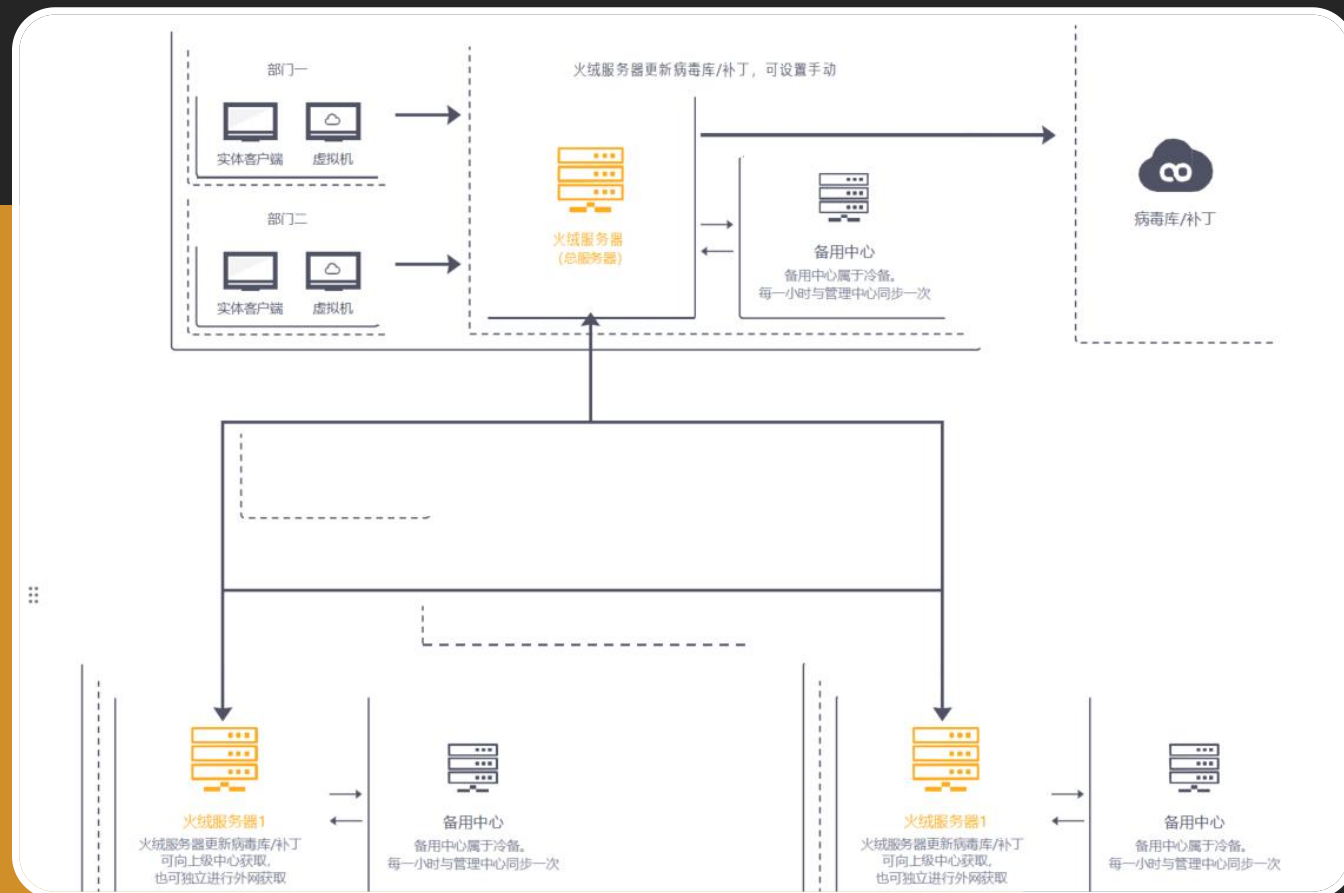 部门一
火绒服务器更新病毒库/补丁，可设置手动
实体客户端
虚拟机
火绒服务器
(总服务器)
备用中心
备用中心属于冷备。
每一小时与管理中心同步一次
病毒库/补丁
部门二
实体客户端
虚拟机
火绒服务器1
火绒服务器更新病毒库/补丁
可向上级中心获取，
也可独立进行外网获取
备用中心
备用中心属于冷备。
每一小时与管理中心同步一次
火绒服务器1
火绒服务器更新病毒库/补丁
可向上级中心获取，
也可独立进行外网获取
备用中心
备用中心属于冷备。
每一小时与管理中心同步一次